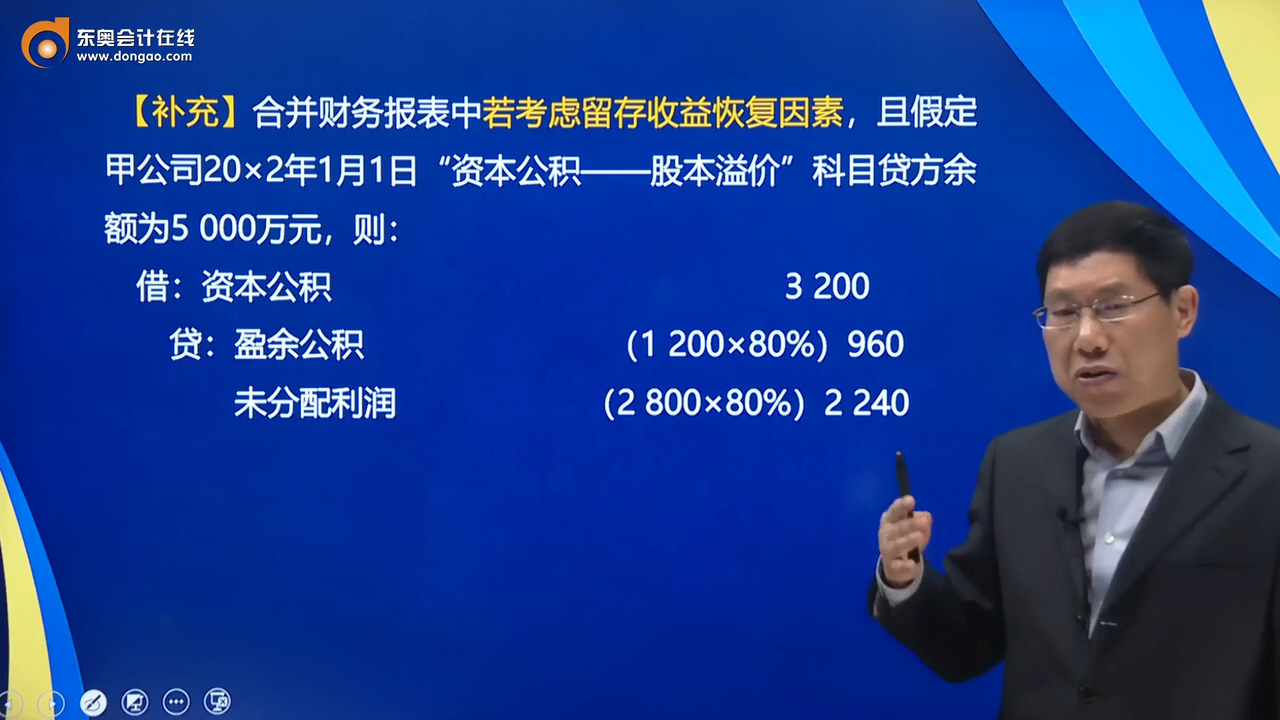 东奥会计在线
www.dongao.com
【补充】合并财务报表中若考虑留存收益恢复因素，且假定
甲公司20×2年1月1日“资本公积——股本溢价”科目贷方余
额为5 000万元，则：
借：资本公积 3 200
贷：盈余公积 （1 200×80%）960
未分配利润 （2 800×80%）2 240